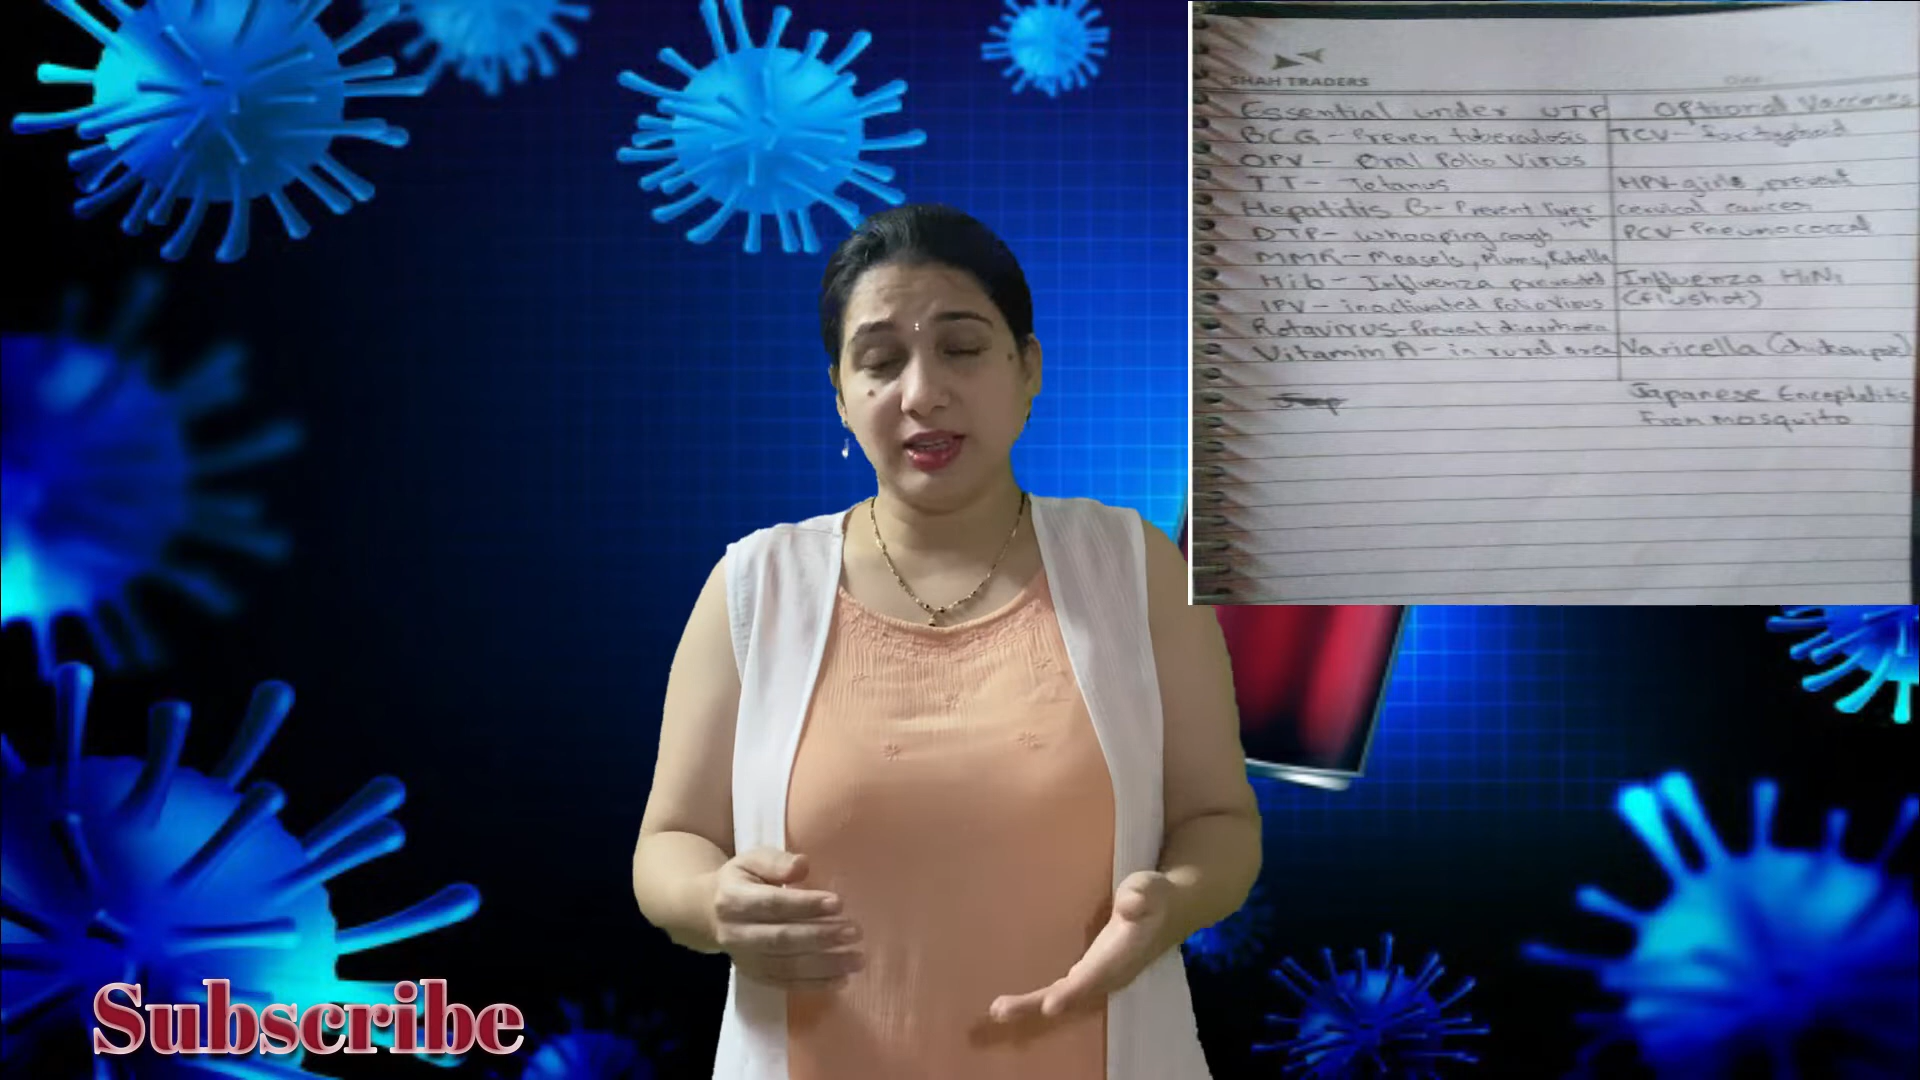 SHAH TRADERS
Essential under UTP
BCG - Preven tuberculosis
OPV - Oral Polio Virus
TT - Tetanus
Hepatitis B - Prevent liver
DTP - Whooping cough
MMR - Measels, Mums, Rubella
Hib - Influenza prevented
IPV - inactivated Polio Virus
Rotavirus - Prevent diarrhoea
Vitamin A - in rural area
Optional Vaccines
TCV - for typhoid
HPV - girls, prevent
cervical cancer
PCV - Pneumococcal
Influenza H1N1
(flushot)
Varicella (chickenpox)
Japanese Encephalitis
from mosquito
Subscribe